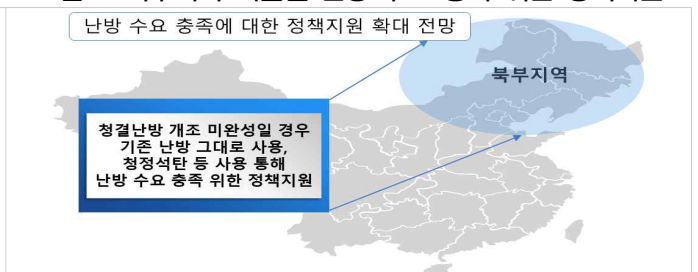 난방 수요 충족에 대한 정책지원 확대 전망
북부지역
청결난방 개조 미완성일 경우
기존 난방 그대로 사용,
청정석탄 등 사용 통해
난방 수요 충족 위한 정책지원